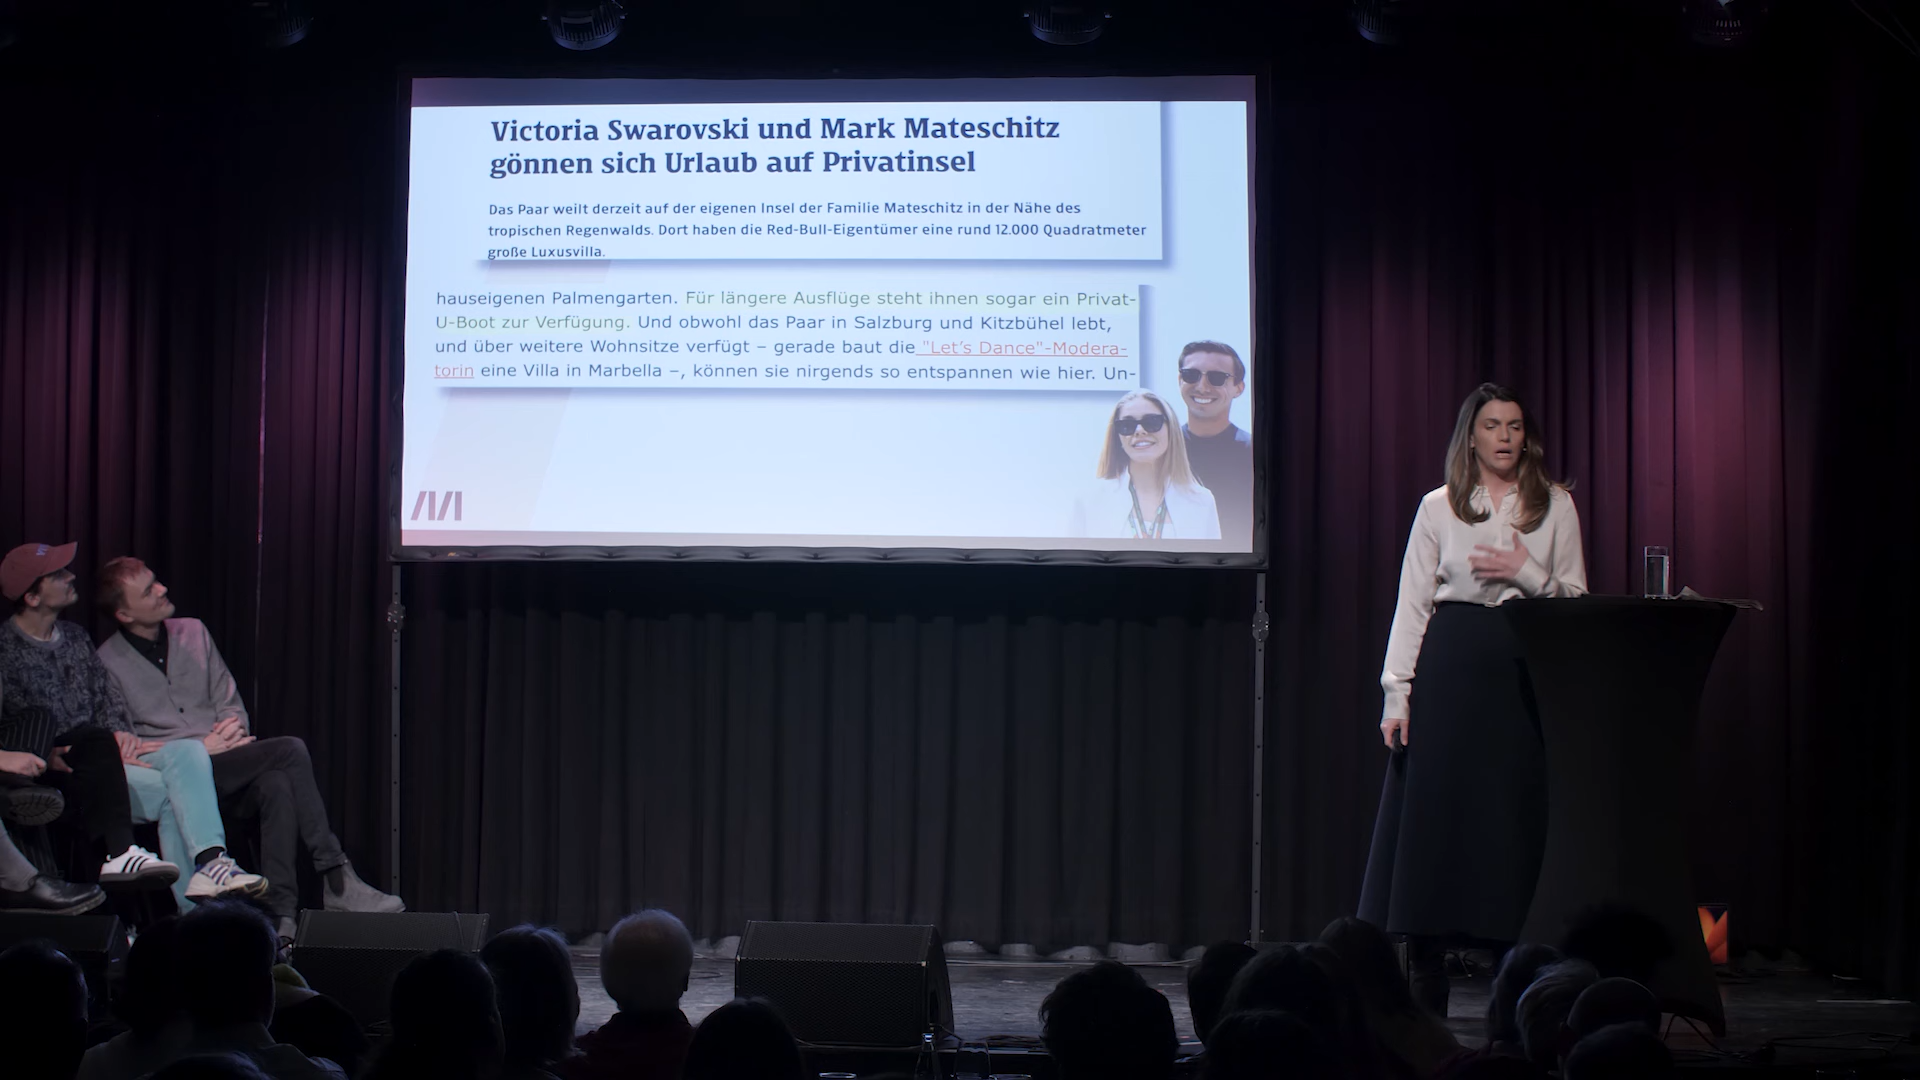 Victoria Swarovski und Mark Mateschitz
gönnen sich Urlaub auf Privatinsel
Das Paar weilt derzeit auf der eigenen Insel der Familie Mateschitz in der Nähe des
tropischen Regenwalds. Dort haben die Red-Bull-Eigentümer eine rund 12.000 Quadratmeter
große Luxusvilla.
hauseigenen Palmengarten. Für längere Ausflüge steht ihnen sogar ein Privat-
U-Boot zur Verfügung. Und obwohl das Paar in Salzburg und Kitzbühel lebt,
und über weitere Wohnsitze verfügt – gerade baut die "Let's Dance"-Modera-
torin eine Villa in Marbella –, können sie nirgends so entspannen wie hier. Un-